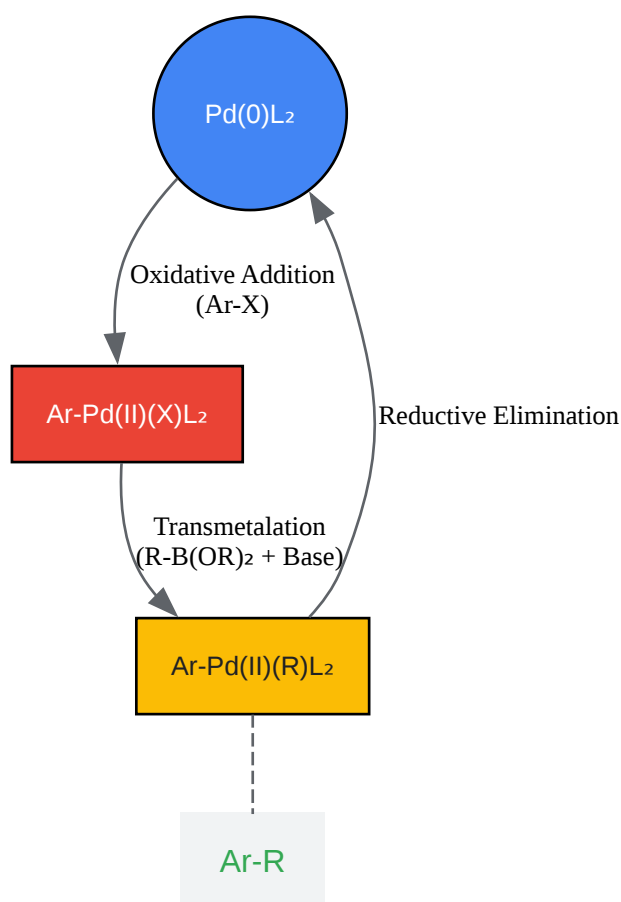 Pd(0)L₂
Oxidative Addition
(Ar-X)
Ar-Pd(II)(X)L₂
Reductive Elimination
Transmetalation
(R-B(OR)₂ + Base)
Ar-Pd(II)(R)L₂
Ar-R